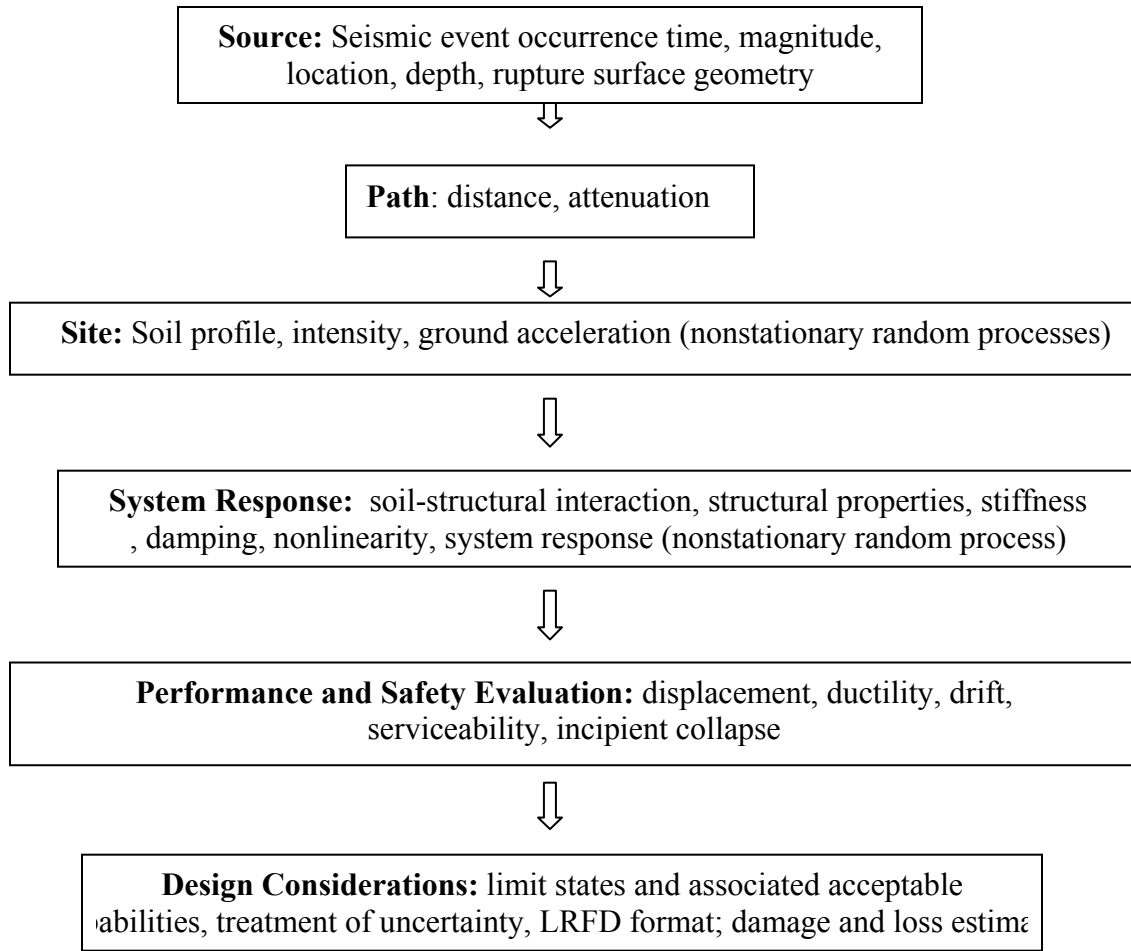 Source: Seismic event occurrence time, magnitude,
location, depth, rupture surface geometry
Path: distance, attenuation
Site: Soil profile, intensity, ground acceleration (nonstationary random processes)
System Response: soil-structural interaction, structural properties, stiffness
, damping, nonlinearity, system response (nonstationary random process)
Performance and Safety Evaluation: displacement, ductility, drift,
serviceability, incipient collapse
Design Considerations: limit states and associated acceptable
abilities, treatment of uncertainty, LRFD format; damage and loss estima